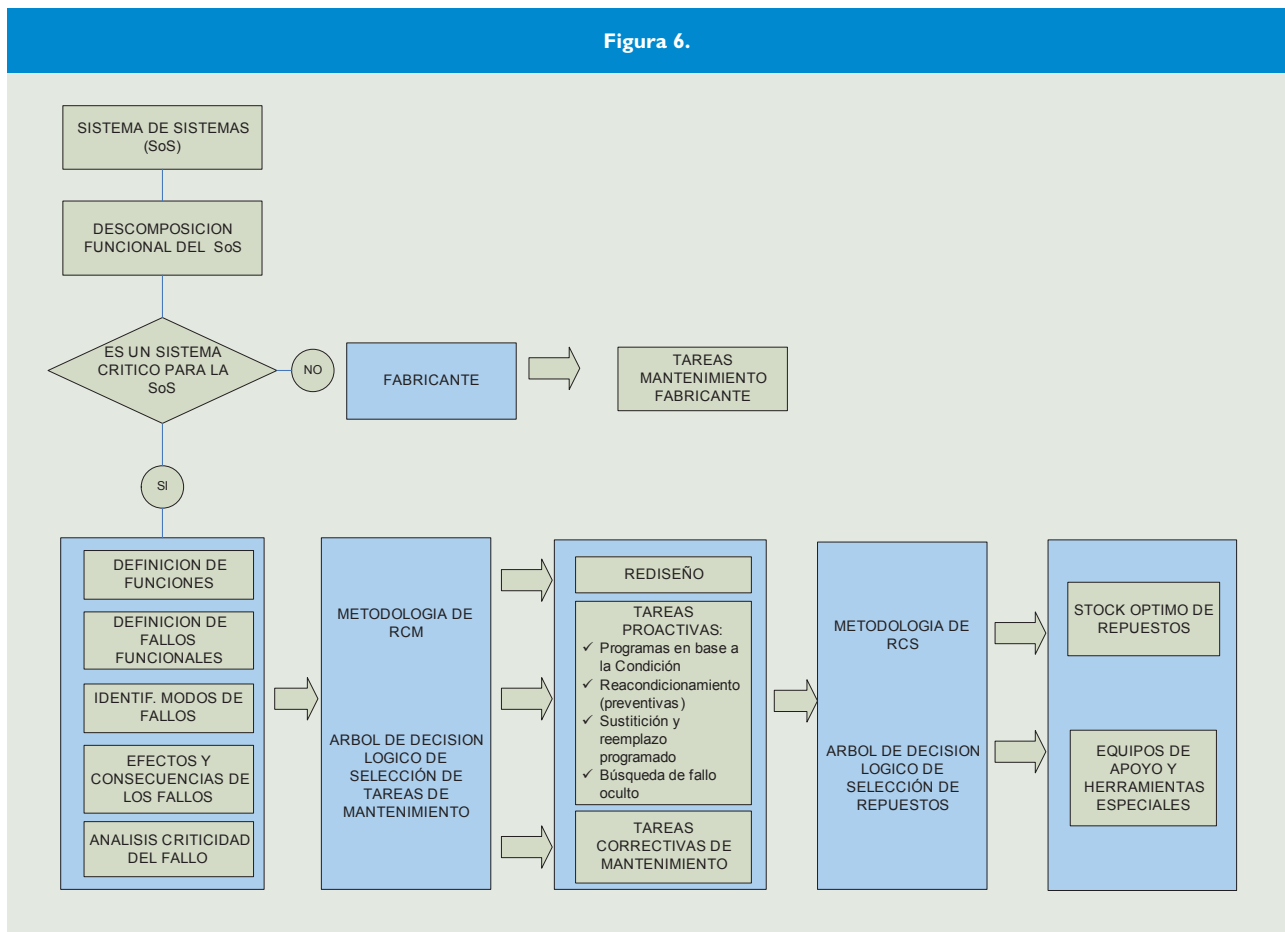 Figura 6.
SISTEMA DE SISTEMAS
(SoS)
DESCOMPOSICION
FUNCIONAL DEL SoS
ES UN SISTEMA
CRITICO PARA LA
SoS
NO
FABRICANTE
TAREAS
MANTENIMIENTO
FABRICANTE
SI
DEFINICION DE
FUNCIONES
DEFINICION DE
FALLOS
FUNCIONALES
IDENTIF. MODOS DE
FALLOS
EFECTOS Y
CONSECUENCIAS DE
LOS FALLOS
ANALISIS CRITICIDAD
DEL FALLO
METODOLOGIA DE
RCM
ARBOL DE DECISION
LOGICO DE
SELECCIÓN DE
TAREAS DE
MANTENIMIENTO
REDISEÑO
TAREAS
PROACTIVAS:
✓ Programas en base a
la Condición
✓ Reacondicionamiento
(preventivas)
✓ Sustitición y
reemplazo
programado
✓ Búsqueda de fallo
oculto
TAREAS
CORRECTIVAS DE
MANTENIMIENTO
METODOLOGIA DE
RCS
ARBOL DE DECISION
LOGICO DE
SELECCIÓN DE
REPUESTOS
STOCK OPTIMO DE
REPUESTOS
EQUIPOS DE
APOYO Y
HERRAMIENTAS
ESPECIALES